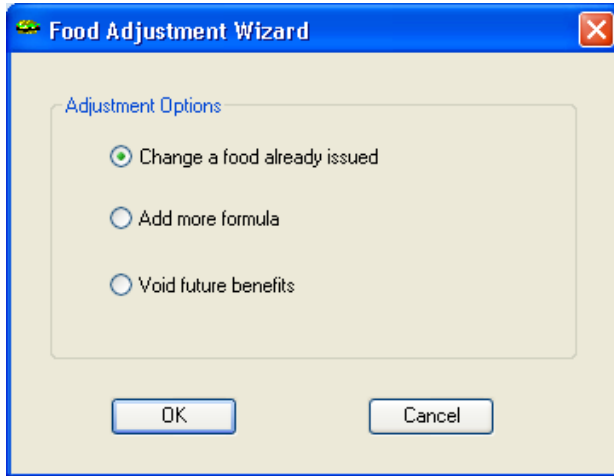 Food Adjustment Wizard
Adjustment Options
Change a food already issued
Add more formula
Void future benefits
OK
Cancel